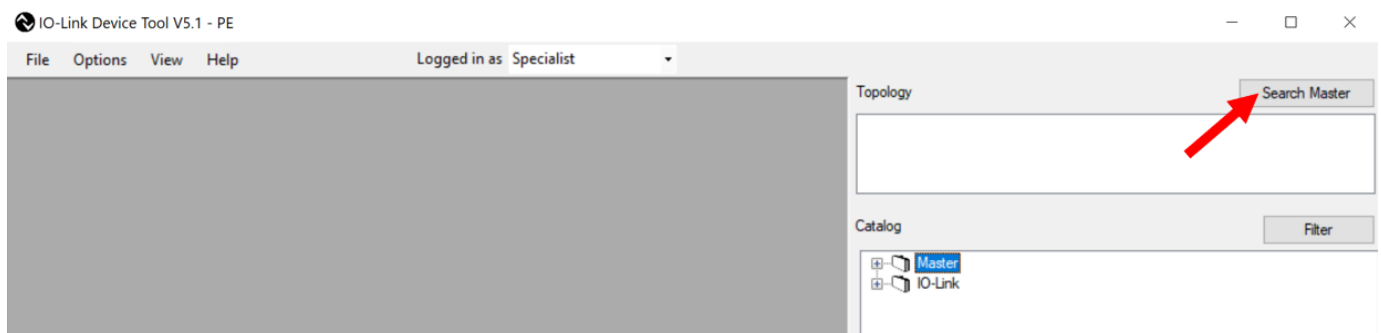 IO-Link Device Tool V5.1 - PE
File Options View Help Logged in as Specialist
Topology Search Master
Catalog Filter
Master
IO-Link